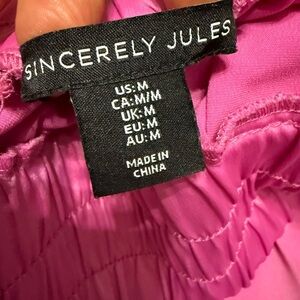 SINCERELY JULES
US:M
CA:M/M
UK:M
EU:M
AU:M
MADE IN
CHINA